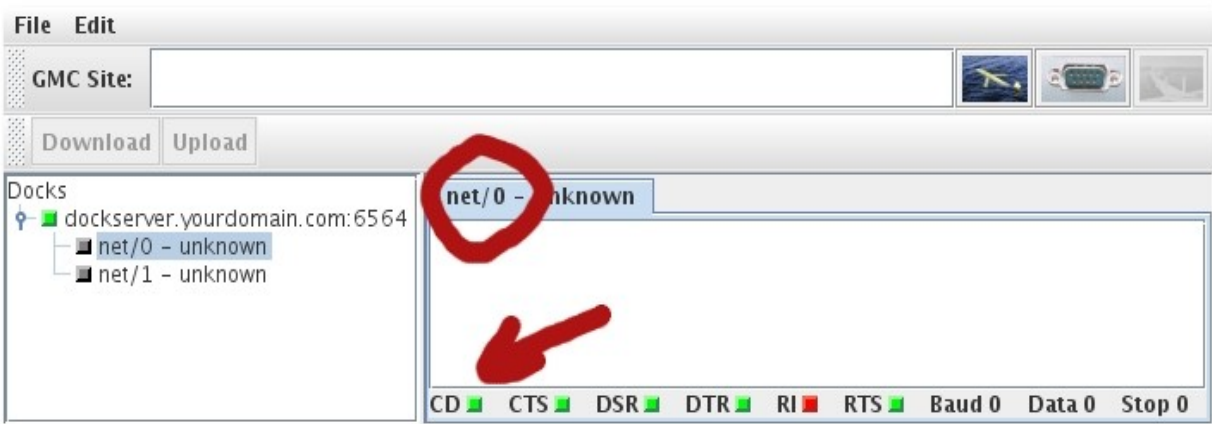 File Edit
GMC Site:
Download Upload
Docks
dockserver.yourdomain.com:6564
net/0 – unknown
net/1 – unknown
net/0 – unknown
CD CTS DSR DTR RI RTS Baud 0 Data 0 Stop 0